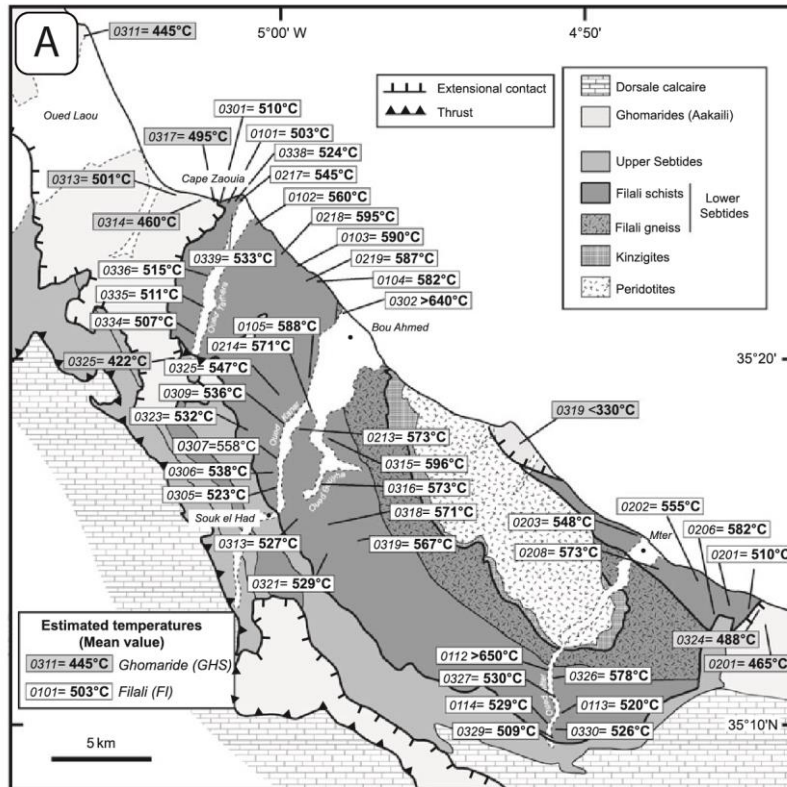 A
5°00' W
4°50'
0311= 445°C
Oued Laou
0301= 510°C
0317= 495°C
0101= 503°C
0338= 524°C
Cape Zaouia
0217= 545°C
0313= 501°C
0102= 560°C
0314= 460°C
0218= 595°C
0103= 590°C
0339= 533°C
0219= 587°C
0336= 515°C
0104= 582°C
0335= 511°C
0302 >640°C
0334= 507°C
0105= 588°C
Bou Ahmed
0214= 571°C
0325= 422°C
0325= 547°C
35°20'
0309= 536°C
0323= 532°C
0319 <330°C
0307=558°C
0213= 573°C
0306= 538°C
0315= 596°C
0305= 523°C
0316= 573°C
Souk el Had
0318= 571°C
0313= 527°C
0319= 567°C
0321= 529°C
0202= 555°C
0203= 548°C
0206= 582°C
0208= 573°C
Mter
0201= 510°C
0324= 488°C
0201= 465°C
0112 >650°C
0327= 530°C
0326= 578°C
0114= 529°C
0113= 520°C
0329= 509°C
0330= 526°C
35°10'
Oued
Oued
Oued
Extensional contact
Thrust
Dorsale calcaire
Ghomarides (Aakaili)
Upper Sebtides
Filali schists
Lower
Sebtides
Filali gneiss
Kinzigites
Peridotites
Estimated temperatures
(Mean value)
0311= 445°C Ghomaride (GHS)
0101= 503°C Filali (FI)
5 km